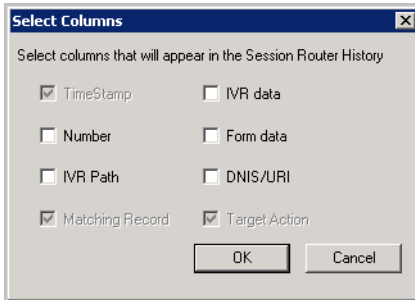 Select Columns
Select columns that will appear in the Session Router History
TimeStamp IVR data
Number Form data
IVR Path DNIS/URI
Matching Record Target Action
OK Cancel